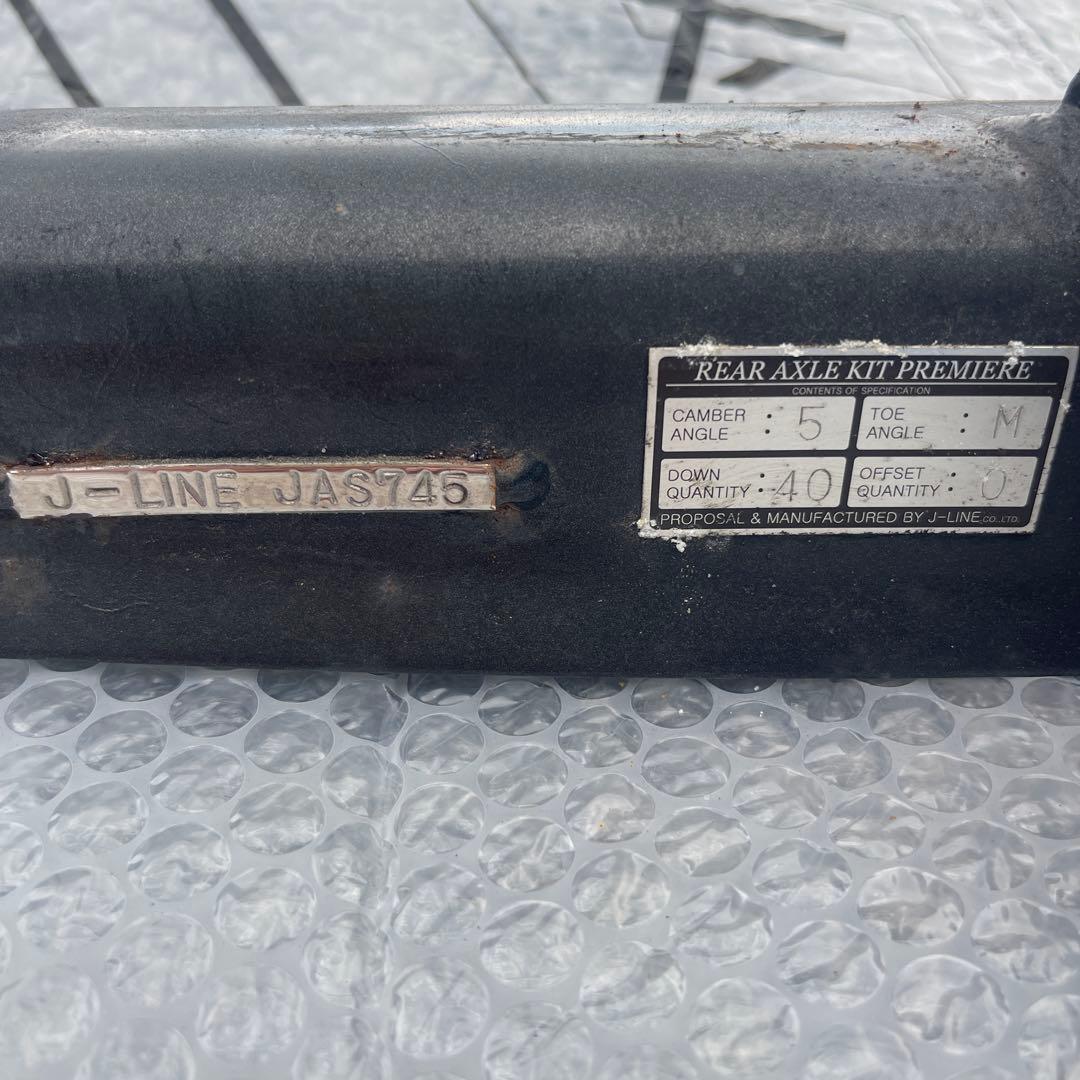 J-LINE JAS745
REAR AXLE KIT PREMIERE
CONTENTS OF SPECIFICATION
CAMBER ANGLE : 5
TOE ANGLE : M
DOWN QUANTITY : 40
OFFSET QUANTITY : 0
PROPOSAL & MANUFACTURED BY J-LINE CO.,LTD.